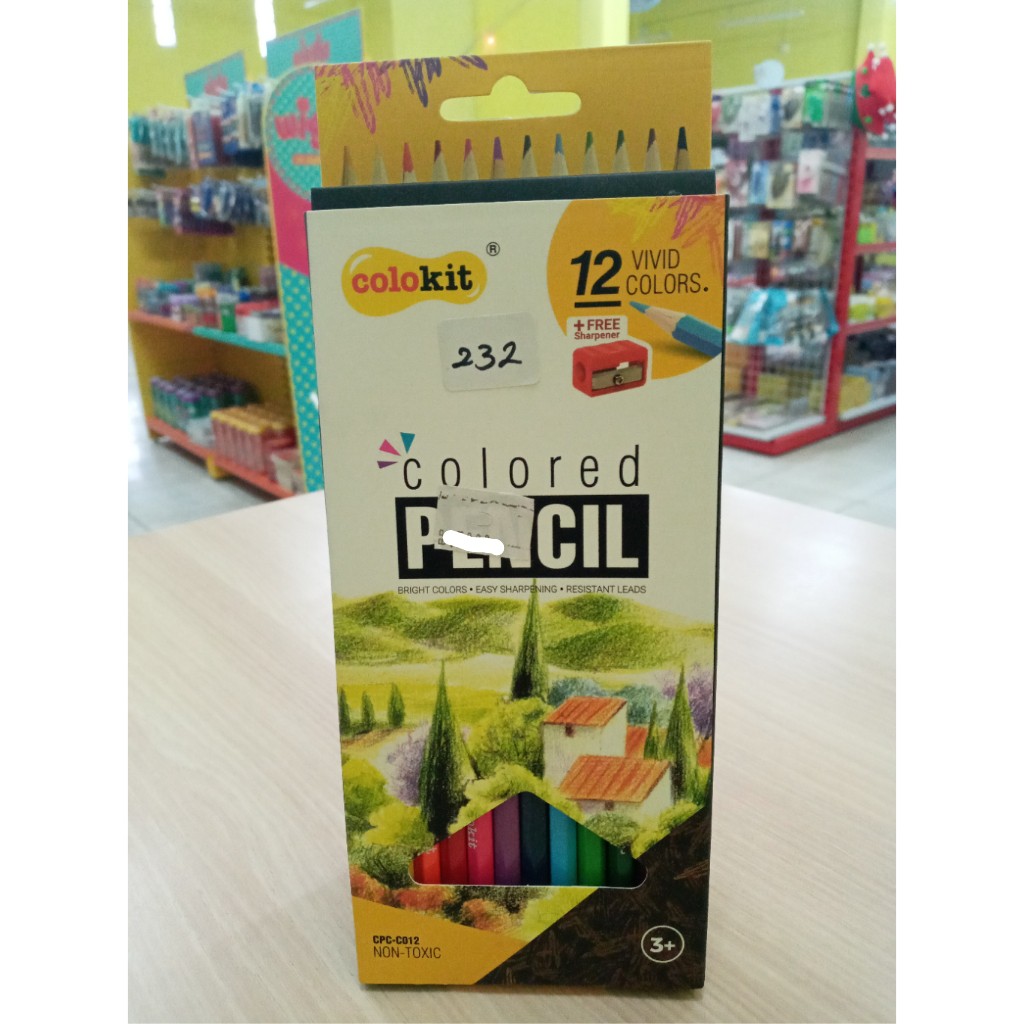 colokit ®
12 VIVID
COLORS.
+ FREE
Sharpener
232
colored
PENCIL
BRIGHT COLORS • EASY SHARPENING • RESISTANT LEADS
CPC-C012
NON-TOXIC
3+